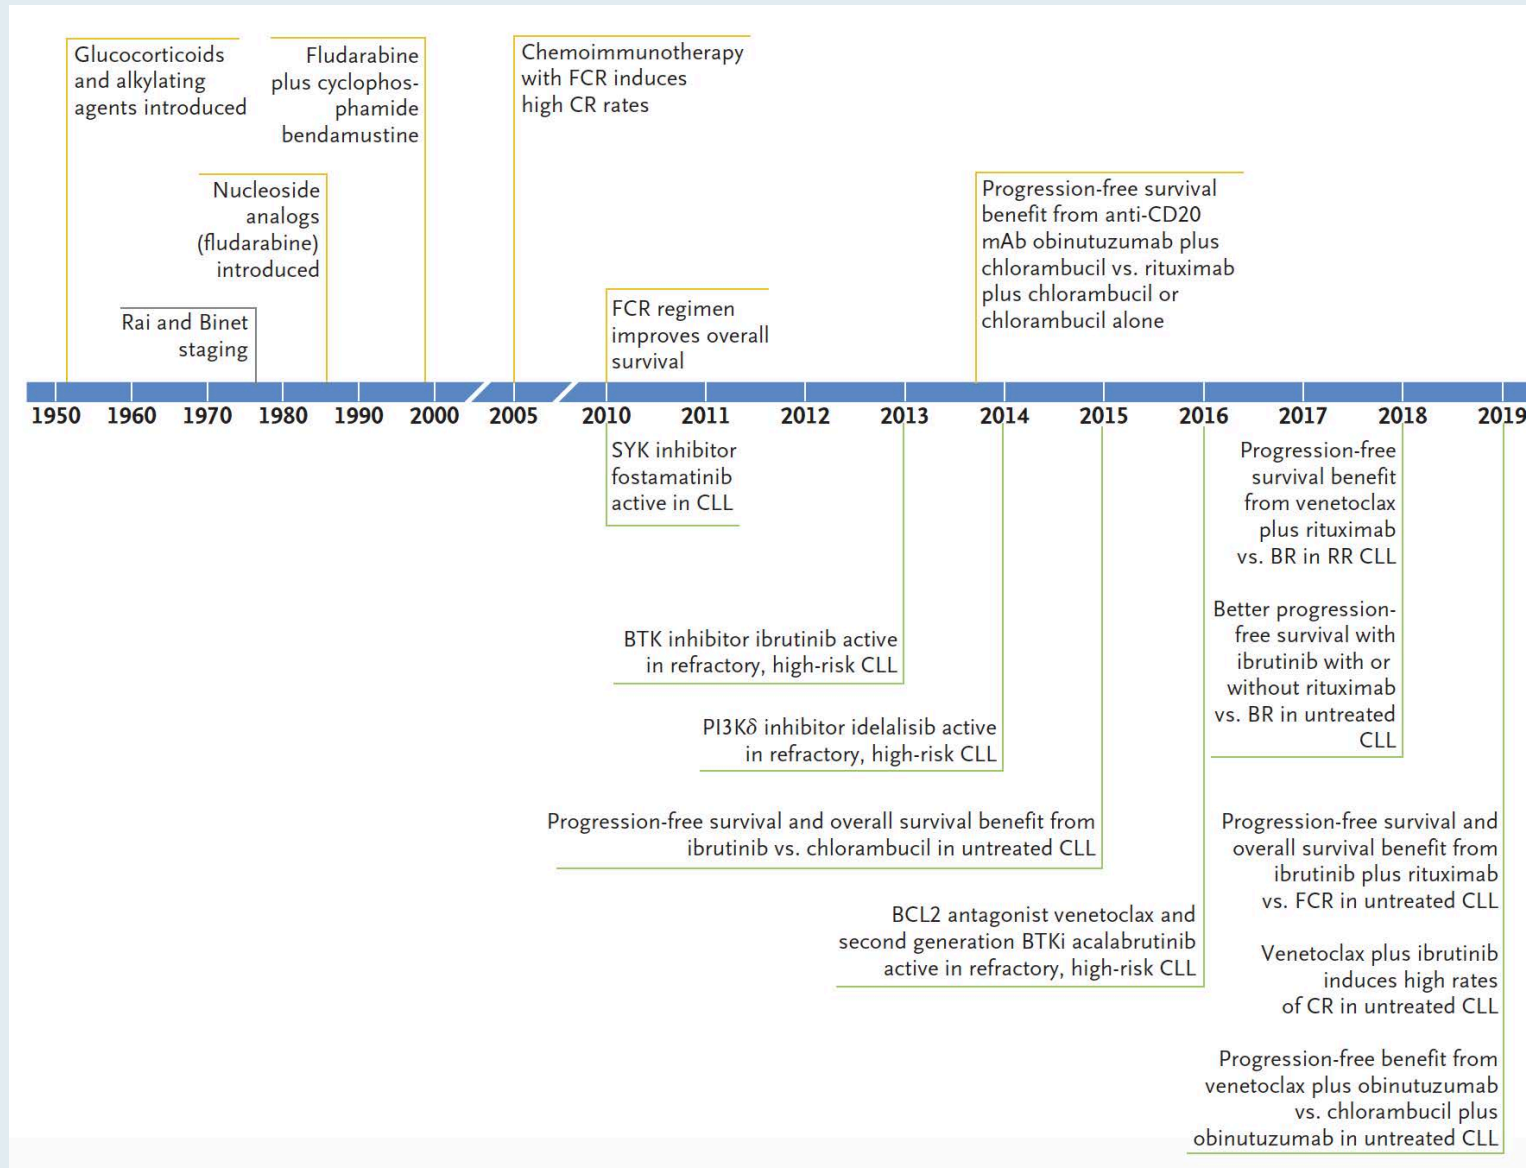 Glucocorticoids
and alkylating
agents introduced
Fludarabine
plus cyclophos-
phamide
bendamustine
Chemoimmunotherapy
with FCR induces
high CR rates
Nucleoside
analogs
(fludarabine)
introduced
Progression-free survival
benefit from anti-CD20
mAb obinutuzumab plus
chlorambucil vs. rituximab
plus chlorambucil or
chlorambucil alone
Rai and Binet
staging
FCR regimen
improves overall
survival
1950 1960 1970 1980 1990 2000 2005 2010 2011 2012 2013 2014 2015 2016 2017 2018 2019
SYK inhibitor
fostamatinib
active in CLL
BTK inhibitor ibrutinib active
in refractory, high-risk CLL
PI3Kδ inhibitor idelalisib active
in refractory, high-risk CLL
Progression-free survival and overall survival benefit from
ibrutinib vs. chlorambucil in untreated CLL
BCL2 antagonist venetoclax and
second generation BTKi acalabrutinib
active in refractory, high-risk CLL
Progression-free
survival benefit
from venetoclax
plus rituximab
vs. BR in RR CLL
Better progression-
free survival with
ibrutinib with or
without rituximab
vs. BR in untreated
CLL
Progression-free survival and
overall survival benefit from
ibrutinib plus rituximab
vs. FCR in untreated CLL
Venetoclax plus ibrutinib
induces high rates
of CR in untreated CLL
Progression-free benefit from
venetoclax plus obinutuzumab
vs. chlorambucil plus
obinutuzumab in untreated CLL